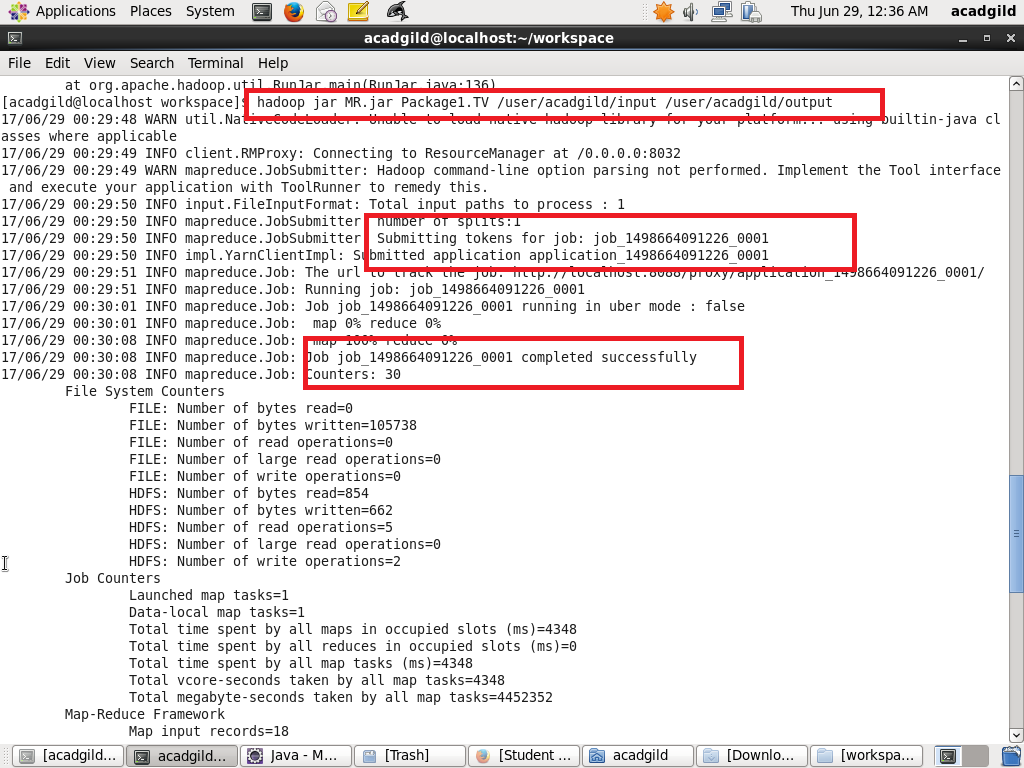 Applications Places System Thu Jun 29, 12:36 AM acadgild
acadgild@localhost:~/workspace
File Edit View Search Terminal Help
at org.apache.hadoop.util.RunJar.main(RunJar.java:136)
[acadgild@localhost workspace]$ hadoop jar MR.jar Package1.TV /user/acadgild/input /user/acadgild/output
17/06/29 00:29:48 WARN util.NativeCodeLoader: Unable to load native-hadoop library for your platform... using builtin-java cl
asses where applicable
17/06/29 00:29:49 INFO client.RMProxy: Connecting to ResourceManager at /0.0.0.0:8032
17/06/29 00:29:49 WARN mapreduce.JobSubmitter: Hadoop command-line option parsing not performed. Implement the Tool interface
and execute your application with ToolRunner to remedy this.
17/06/29 00:29:50 INFO input.FileInputFormat: Total input paths to process : 1
17/06/29 00:29:50 INFO mapreduce.JobSubmitter: number of splits:1
17/06/29 00:29:50 INFO mapreduce.JobSubmitter: Submitting tokens for job: job_1498664091226_0001
17/06/29 00:29:50 INFO impl.YarnClientImpl: Submitted application application_1498664091226_0001
17/06/29 00:29:51 INFO mapreduce.Job: The url to track the job: http://localhost:8088/proxy/application_1498664091226_0001/
17/06/29 00:29:51 INFO mapreduce.Job: Running job: job_1498664091226_0001
17/06/29 00:30:01 INFO mapreduce.Job: Job job_1498664091226_0001 running in uber mode : false
17/06/29 00:30:01 INFO mapreduce.Job:  map 0% reduce 0%
17/06/29 00:30:08 INFO mapreduce.Job:  map 100% reduce 0%
17/06/29 00:30:08 INFO mapreduce.Job: Job job_1498664091226_0001 completed successfully
17/06/29 00:30:08 INFO mapreduce.Job: Counters: 30
File System Counters
FILE: Number of bytes read=0
FILE: Number of bytes written=105738
FILE: Number of read operations=0
FILE: Number of large read operations=0
FILE: Number of write operations=0
HDFS: Number of bytes read=854
HDFS: Number of bytes written=662
HDFS: Number of read operations=5
HDFS: Number of large read operations=0
HDFS: Number of write operations=2
Job Counters
Launched map tasks=1
Data-local map tasks=1
Total time spent by all maps in occupied slots (ms)=4348
Total time spent by all reduces in occupied slots (ms)=0
Total time spent by all map tasks (ms)=4348
Total vcore-seconds taken by all map tasks=4348
Total megabyte-seconds taken by all map tasks=4452352
Map-Reduce Framework
Map input records=18
[acadgild... acadgild... Java - M... [Trash] [Student ... acadgild [Downlo... [workspa...